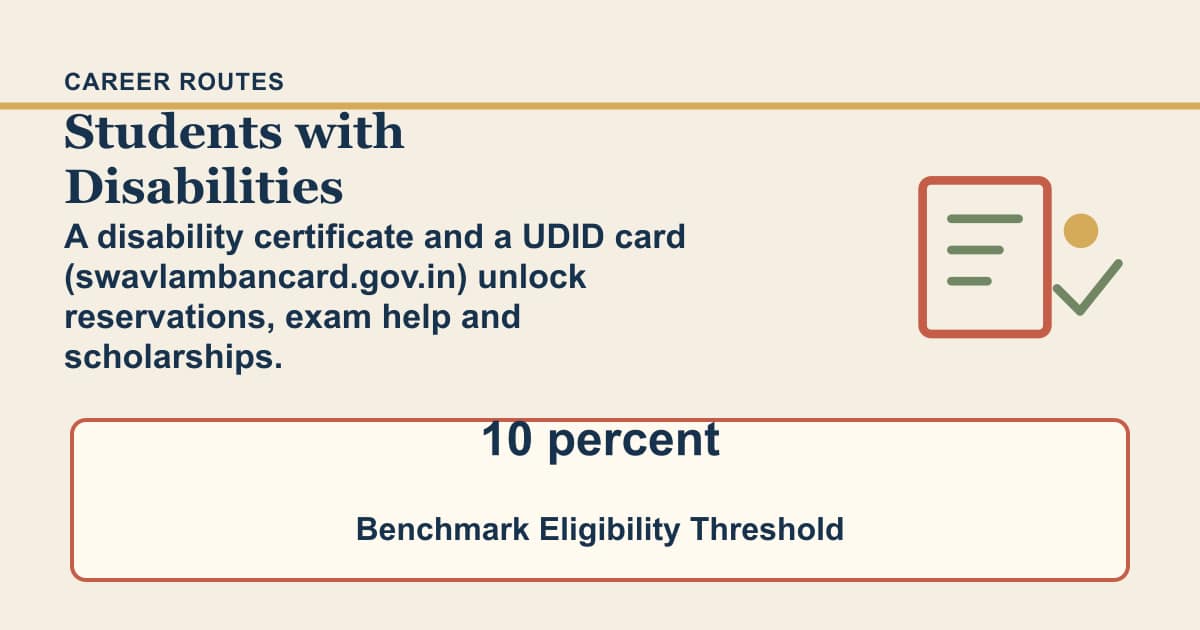 CAREER ROUTES
Students with
Disabilities
A disability certificate and a UDID card
(swavlambancard.gov.in) unlock
reservations, exam help and
scholarships.
10 percent
Benchmark Eligibility Threshold